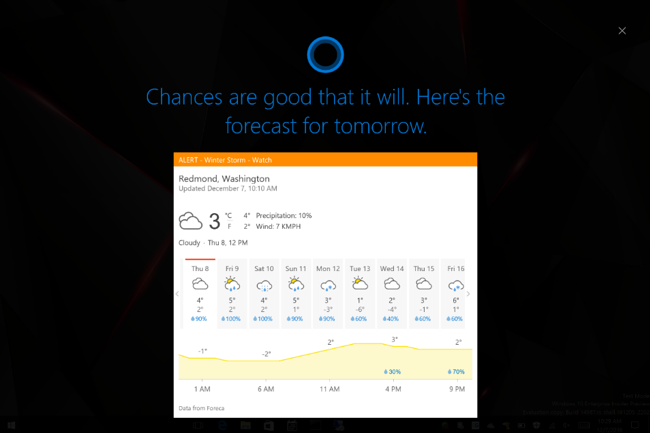 Chances are good that it will. Here's the
forecast for tomorrow.
ALERT - Winter Storm - Watch
Redmond, Washington
Updated December 7, 10:10 AM
3 °C F 4° 2° Precipitation: 10%
Wind: 7 KMPH
Cloudy · Thu 8, 12 PM
Thu 8 Fri 9 Sat 10 Sun 11 Mon 12 Tue 13 Wed 14 Thu 15 Fri 16
4° 5° 4° 5° 3° 1° 2° 3° 6°
2° 2° 2° 1° -3° -6° -4° -1° 1°
90% 100% 100% 90% 90% 60% 40% 60% 60%
-1° -2° 2° 3° 2°
30% 70%
1 AM 6 AM 11 AM 4 PM 9 PM
Data from Foreca